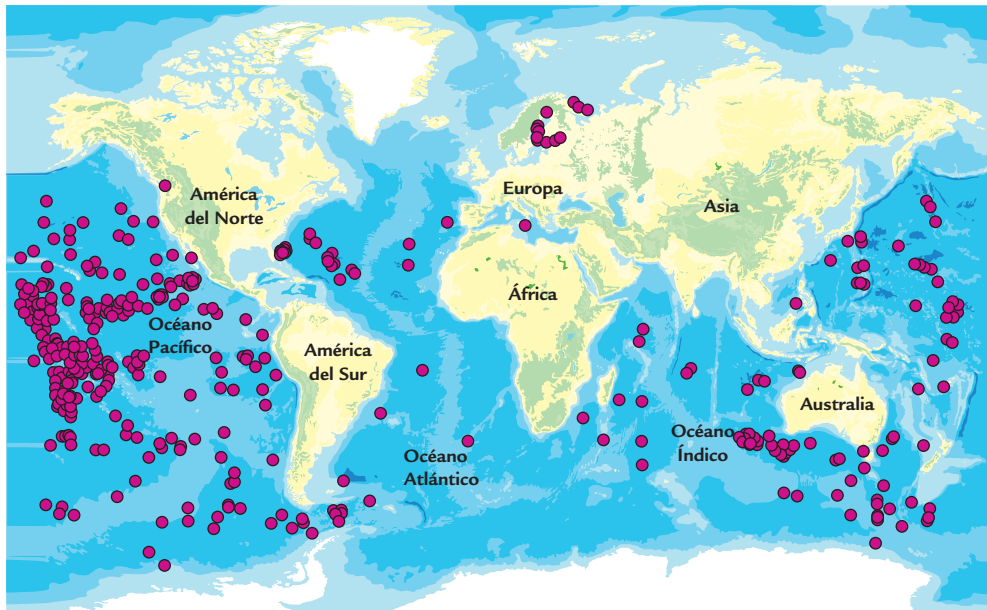 América
del Norte
Europa
Asia
África
Océano
Pacífico
América
del Sur
Australia
Océano
Índico
Océano
Atlántico